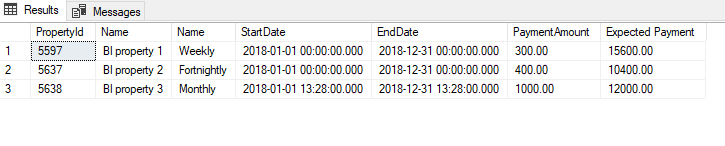 Results Messages
PropertyId Name Name StartDate EndDate PaymentAmount Expected Payment
1 5597 BI property 1 Weekly 2018-01-01 00:00:00.000 2018-12-31 00:00:00.000 300.00 15600.00
2 5637 BI property 2 Fortnightly 2018-01-01 00:00:00.000 2018-12-31 00:00:00.000 400.00 10400.00
3 5638 BI property 3 Monthly 2018-01-01 13:28:00.000 2018-12-31 13:28:00.000 1000.00 12000.00